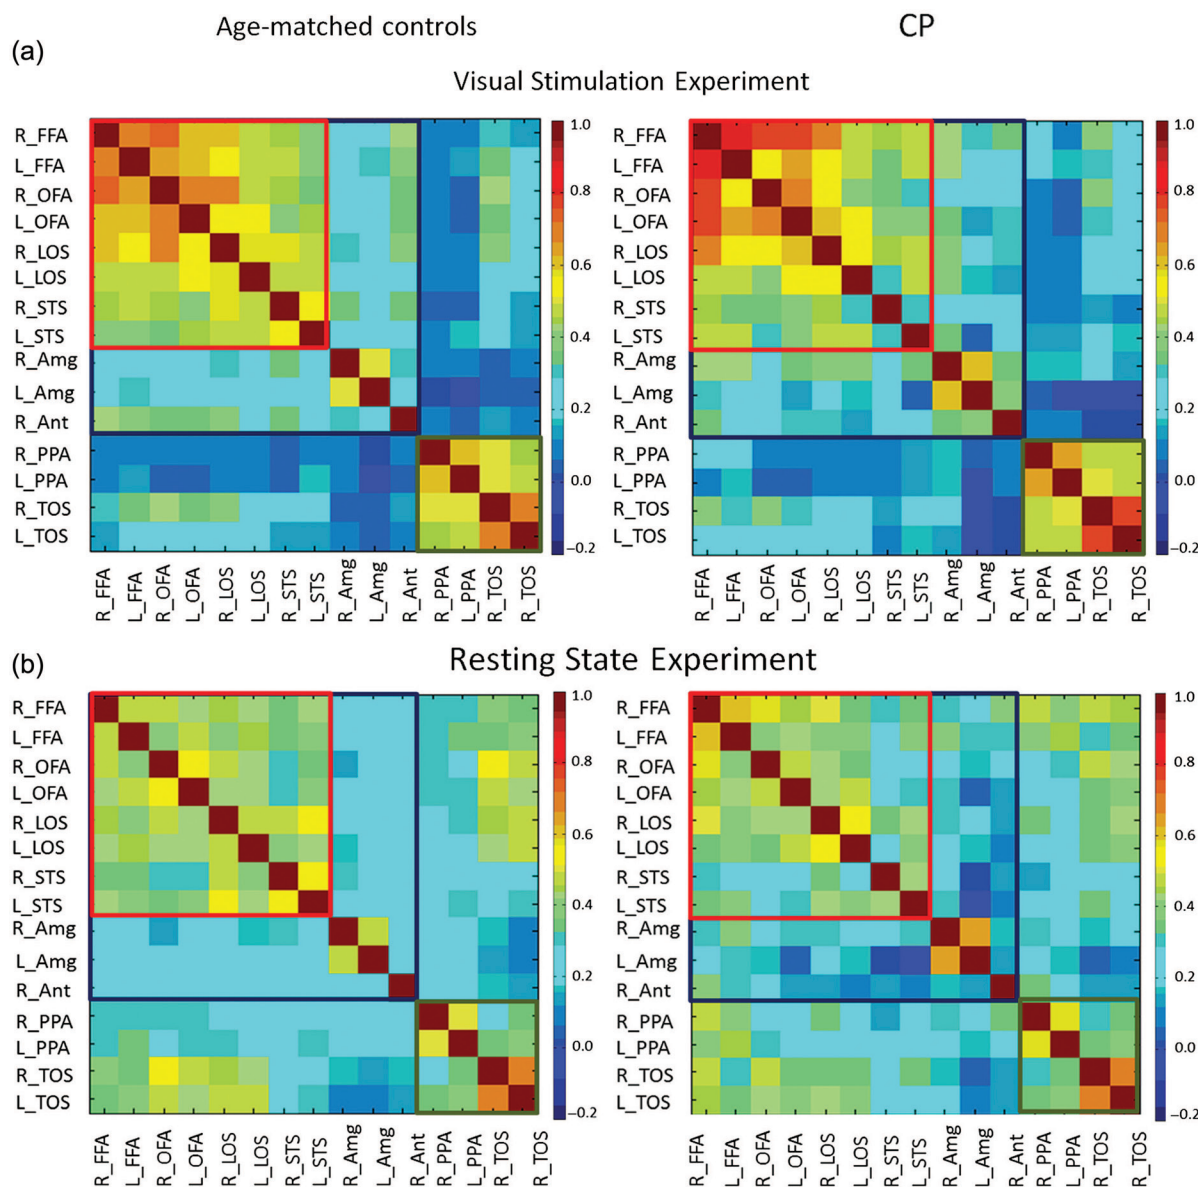 Age-matched controls CP
(a)
Visual Stimulation Experiment
R_FFA
L_FFA
R_OFA
L_OFA
R_LOS
L_LOS
R_STS
L_STS
R_Amg
L_Amg
R_Ant
R_PPA
L_PPA
R_TOS
L_TOS
R_FFA L_FFA R_OFA L_OFA R_LOS L_LOS R_STS L_STS R_Amg L_Amg R_Ant R_PPA L_PPA R_TOS R_TOS
1.0
0.8
0.6
0.4
0.2
0.0
−0.2
R_FFA
L_FFA
R_OFA
L_OFA
R_LOS
L_LOS
R_STS
L_STS
R_Amg
L_Amg
R_Ant
R_PPA
L_PPA
R_TOS
L_TOS
R_FFA L_FFA R_OFA L_OFA R_LOS L_LOS R_STS L_STS R_Amg L_Amg R_Ant R_PPA L_PPA R_TOS R_TOS
1.0
0.8
0.6
0.4
0.2
0.0
−0.2
(b)
Resting State Experiment
R_FFA
L_FFA
R_OFA
L_OFA
R_LOS
L_LOS
R_STS
L_STS
R_Amg
L_Amg
R_Ant
R_PPA
L_PPA
R_TOS
L_TOS
R_FFA L_FFA R_OFA L_OFA R_LOS L_LOS R_STS L_STS R_Amg L_Amg R_Ant R_PPA L_PPA R_TOS R_TOS
1.0
0.8
0.6
0.4
0.2
0.0
−0.2
R_FFA
L_FFA
R_OFA
L_OFA
R_LOS
L_LOS
R_STS
L_STS
R_Amg
L_Amg
R_Ant
R_PPA
L_PPA
R_TOS
L_TOS
R_FFA L_FFA R_OFA L_OFA R_LOS L_LOS R_STS L_STS R_Amg L_Amg R_Ant R_PPA L_PPA R_TOS R_TOS
1.0
0.8
0.6
0.4
0.2
0.0
−0.2